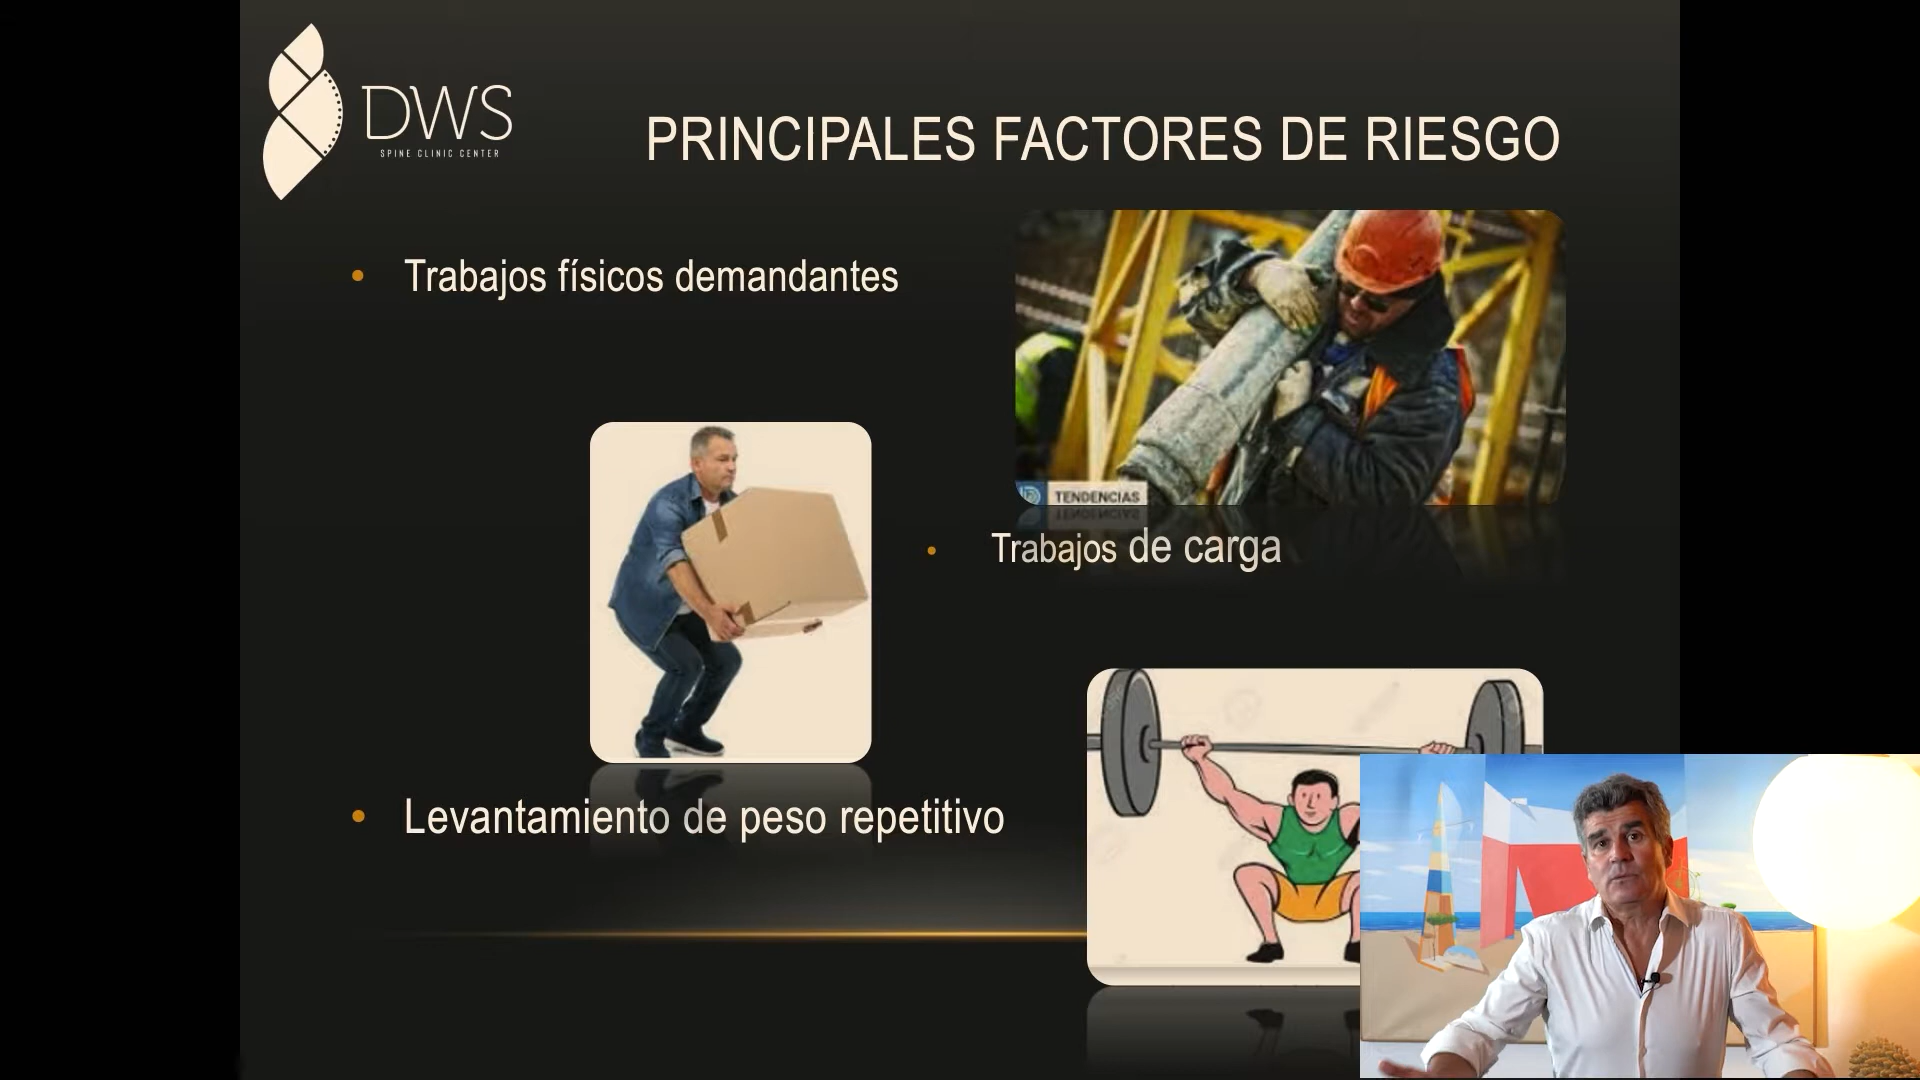 DWS
SPINE CLINIC CENTER
PRINCIPALES FACTORES DE RIESGO
• Trabajos físicos demandantes
TENDENCIAS
• Trabajos de carga
• Levantamiento de peso repetitivo